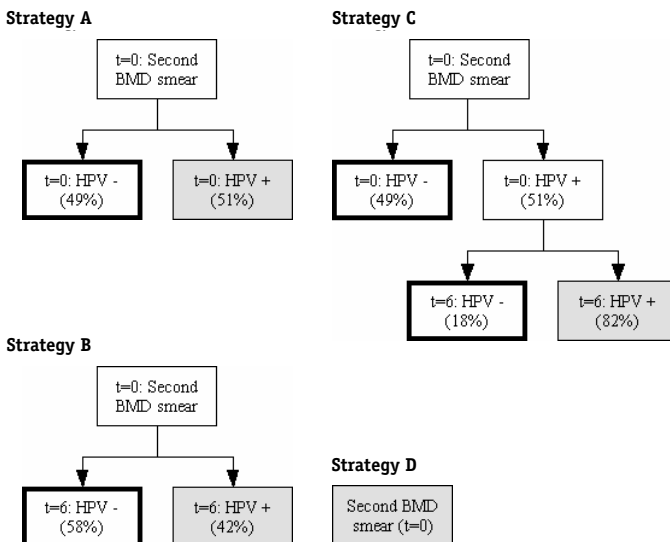 Strategy A
t=0: Second
BMD smear
t=0: HPV -
(49%)
t=0: HPV +
(51%)
Strategy C
t=0: Second
BMD smear
t=0: HPV -
(49%)
t=0: HPV +
(51%)
t=6: HPV -
(18%)
t=6: HPV +
(82%)
Strategy B
t=0: Second
BMD smear
t=6: HPV -
(58%)
t=6: HPV +
(42%)
Strategy D
Second BMD
smear (t=0)